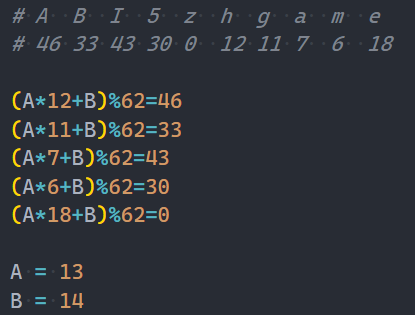 # A B I 5 z h g a m e
# 46 33 43 30 0 12 11 7 6 18
(A*12+B)%62=46
(A*11+B)%62=33
(A*7+B)%62=43
(A*6+B)%62=30
(A*18+B)%62=0
A = 13
B = 14